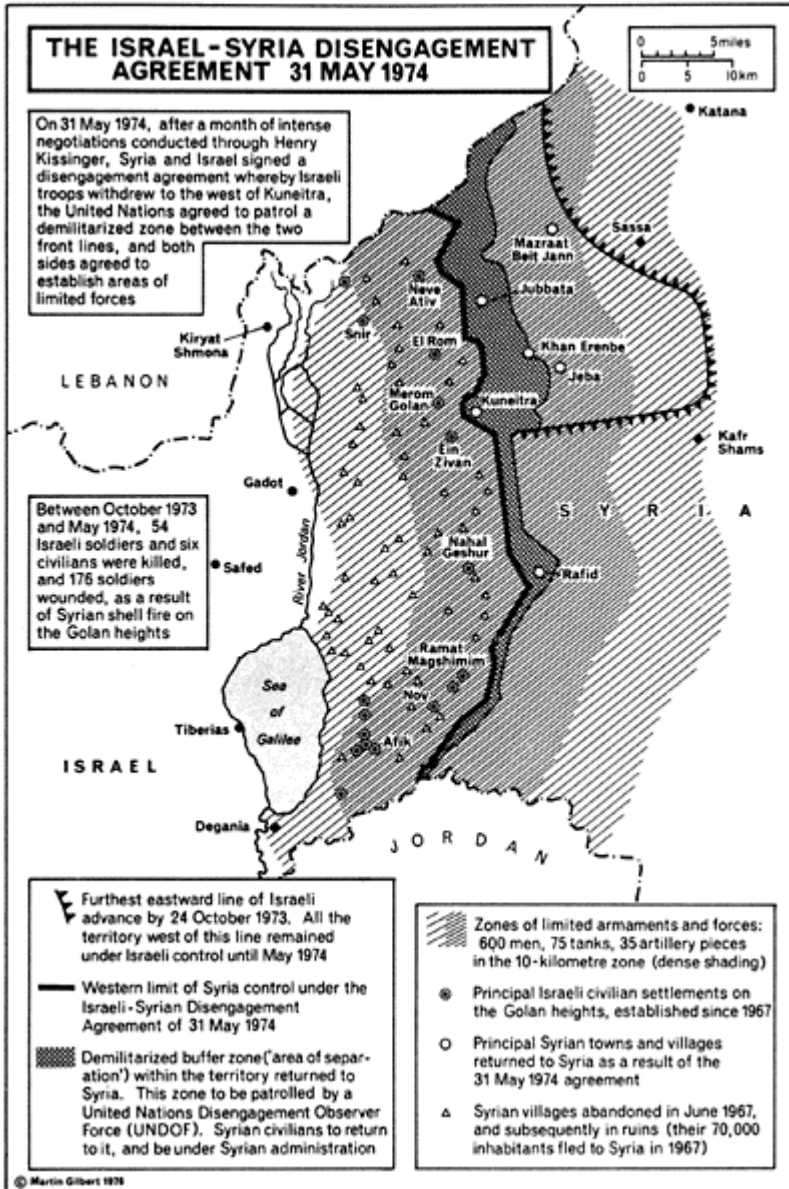 THE ISRAEL-SYRIA DISENGAGEMENT
AGREEMENT 31 MAY 1974
0 5miles
0 5 10km
On 31 May 1974, after a month of intense
negotiations conducted through Henry
Kissinger, Syria and Israel signed a
disengagement agreement whereby Israeli
troops withdrew to the west of Kuneitra,
the United Nations agreed to patrol a
demilitarized zone between the two
front lines, and both
sides agreed to
establish areas of
limited forces
Katana
Sassa
Mazraat
Beit Jann
Neve
Ativ
Jubbata
Kiryat
Shmona
Snir
El Rom
Khan Erenbe
Jeba
LEBANON
Merom
Golan
Kuneitra
Ein
Zivan
Kafr
Shams
Gadot
SYRIA
Between October 1973
and May 1974, 54
Israeli soldiers and six
civilians were killed,
and 176 soldiers
wounded, as a result
of Syrian shell fire on
the Golan heights
Safed
River Jordan
Nahal
Geshur
Rafid
Ramat
Magshimim
Sea
of
Galilee
Nov
Tiberias
Afik
ISRAEL
Degania
JORDAN
Furthest eastward line of Israeli
advance by 24 October 1973. All the
territory west of this line remained
under Israeli control until May 1974
Western limit of Syria control under the
Israeli-Syrian Disengagement
Agreement of 31 May 1974
Demilitarized buffer zone('area of separ-
ation') within the territory returned to
Syria. This zone to be patrolled by a
United Nations Disengagement Observer
Force (UNDOF). Syrian civilians to return
to it, and be under Syrian administration
Zones of limited armaments and forces:
600 men, 75 tanks, 35 artillery pieces
in the 10-kilometre zone (dense shading)
Principal Israeli civilian settlements on
the Golan heights, established since 1967
Principal Syrian towns and villages
returned to Syria as a result of the
31 May 1974 agreement
Syrian villages abandoned in June 1967,
and subsequently in ruins (their 70,000
inhabitants fled to Syria in 1967)
© Martin Gilbert 1976